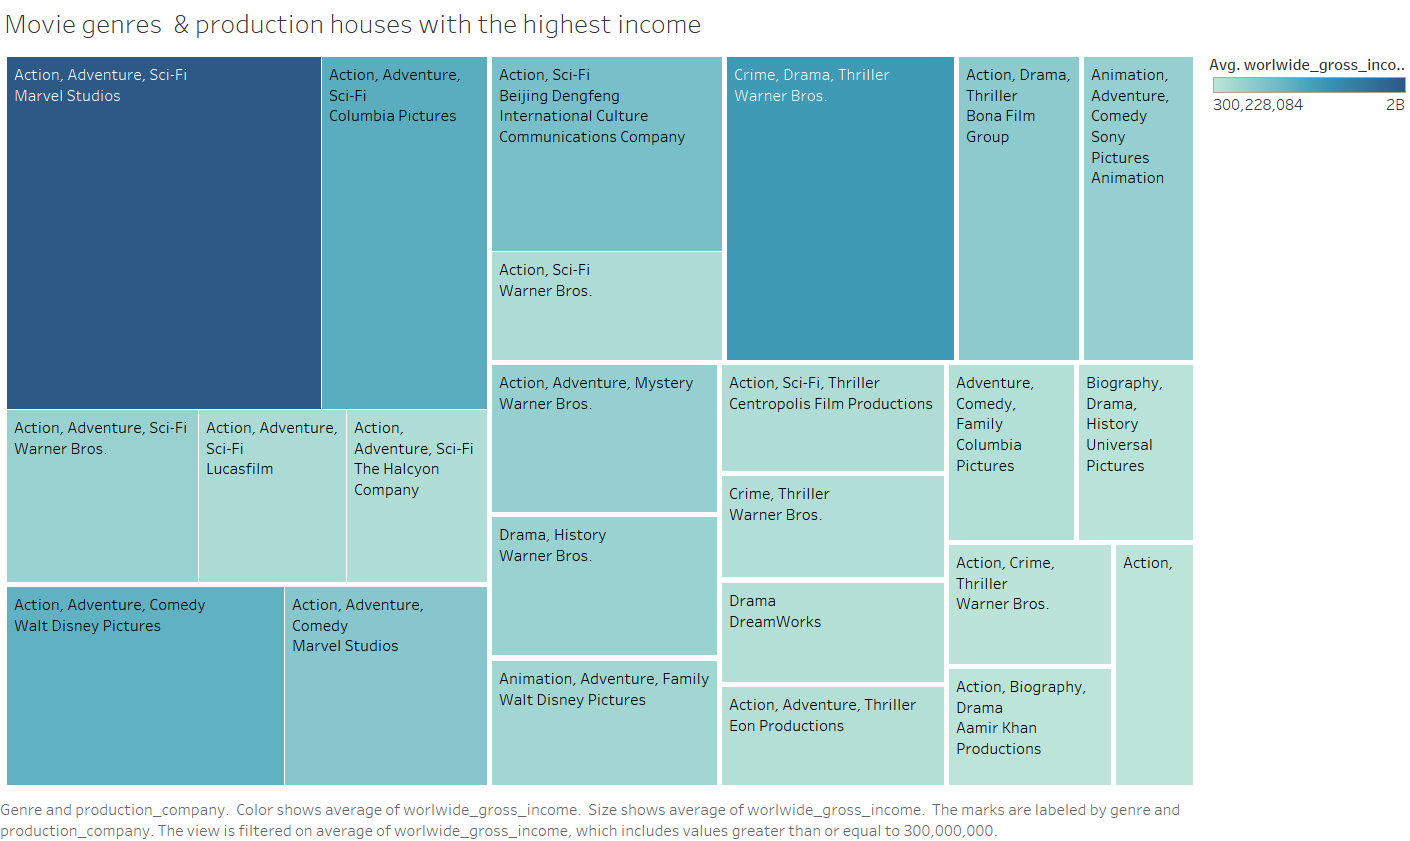 Movie genres  & production houses with the highest income
Action, Adventure, Sci-Fi
Marvel Studios
Action, Adventure,
Sci-Fi
Columbia Pictures
Action, Sci-Fi
Beijing Dengfeng
International Culture
Communications Company
Crime, Drama, Thriller
Warner Bros.
Action, Drama,
Thriller
Bona Film
Group
Animation,
Adventure,
Comedy
Sony
Pictures
Animation
Avg. worlwide_gross_inco..
300,228,084
2B
Action, Sci-Fi
Warner Bros.
Action, Adventure, Mystery
Warner Bros.
Action, Sci-Fi, Thriller
Centropolis Film Productions
Adventure,
Comedy,
Family
Columbia
Pictures
Biography,
Drama,
History
Universal
Pictures
Action, Adventure, Sci-Fi
Warner Bros.
Action, Adventure,
Sci-Fi
Lucasfilm
Action,
Adventure, Sci-Fi
The Halcyon
Company
Crime, Thriller
Warner Bros.
Drama, History
Warner Bros.
Action, Crime,
Thriller
Warner Bros.
Action,
Drama
DreamWorks
Action, Adventure, Comedy
Walt Disney Pictures
Action, Adventure,
Comedy
Marvel Studios
Animation, Adventure, Family
Walt Disney Pictures
Action, Adventure, Thriller
Eon Productions
Action, Biography,
Drama
Aamir Khan
Productions
Genre and production_company.  Color shows average of worlwide_gross_income.  Size shows average of worlwide_gross_income.  The marks are labeled by genre and
production_company. The view is filtered on average of worlwide_gross_income, which includes values greater than or equal to 300,000,000.